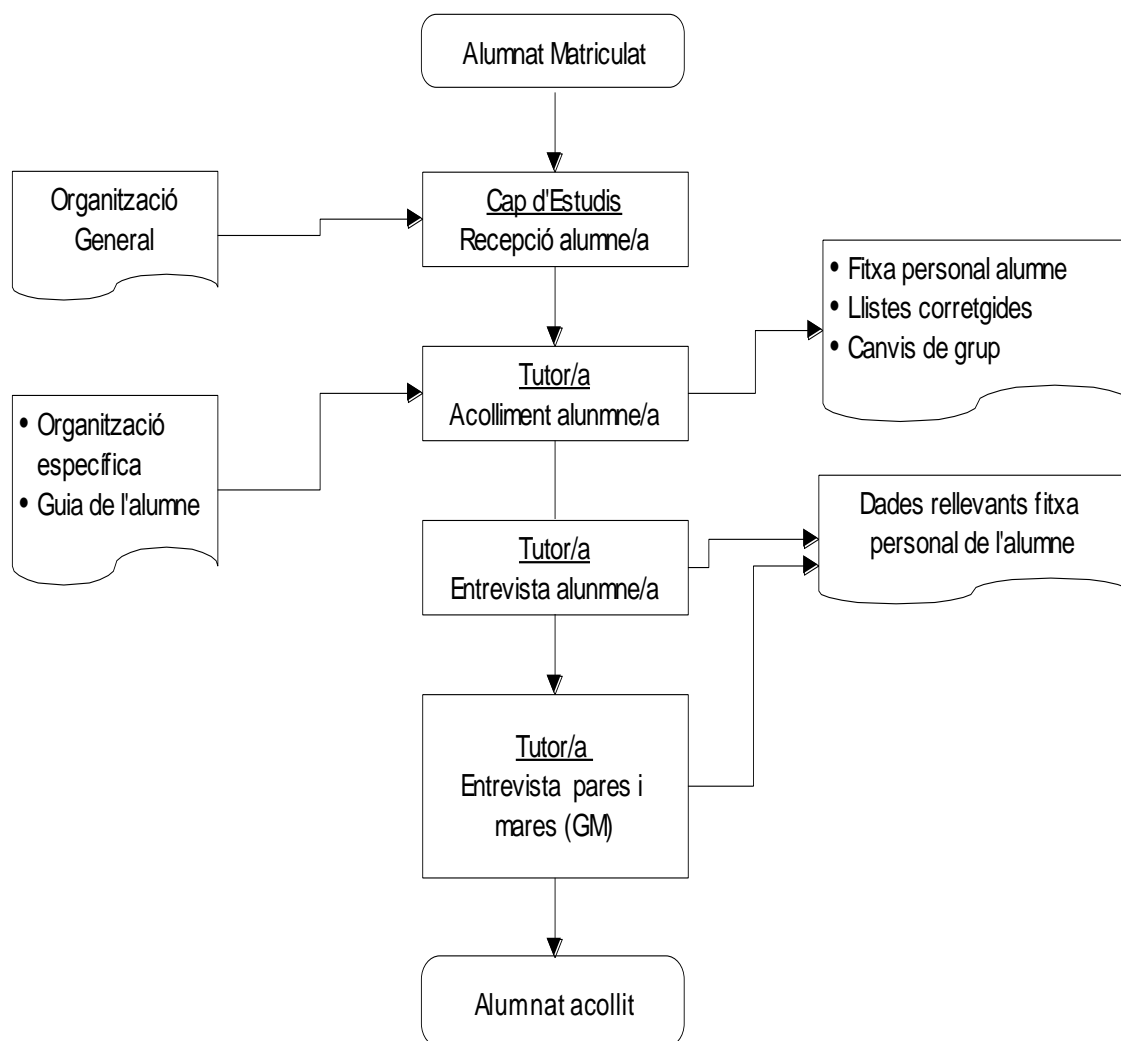 Alumnat Matriculat
Organització
General
Cap d'Estudis
Recepció alumne/a
• Fitxa personal alumne
• Llistes corretgides
• Canvis de grup
Tutor/a
Acolliment alunmne/a
• Organització
específica
• Guia de l'alumne
Tutor/a
Entrevista alunmne/a
Dades rellevants fitxa
personal de l'alumne
Tutor/a
Entrevista pares i
mares (GM)
Alumnat acollit